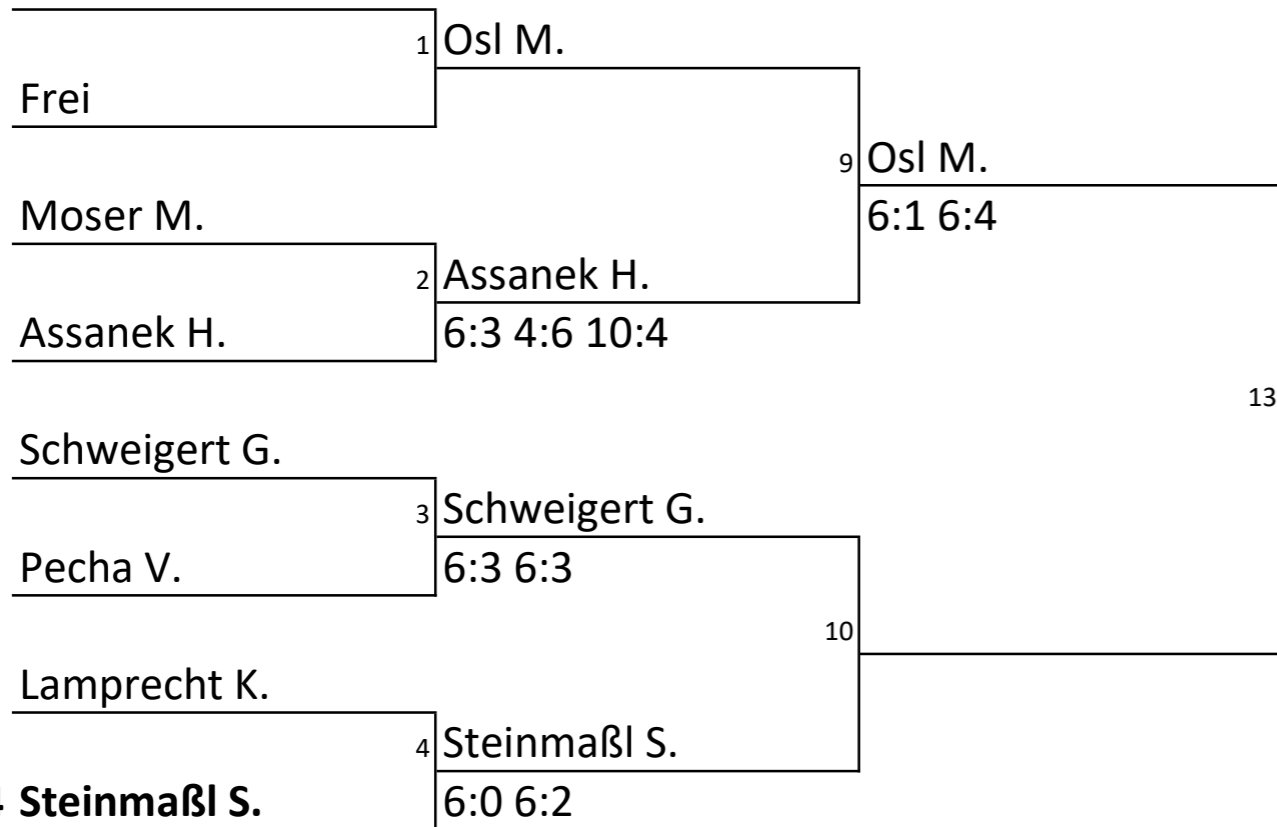 1 Osl M.
Frei
9 Osl M.
Moser M.
6:1 6:4
2 Assanek H.
Assanek H.
6:3 4:6 10:4
13
Schweigert G.
3 Schweigert G.
Pecha V.
6:3 6:3
10
Lamprecht K.
4 Steinmaßl S.
Steinmaßl S.
6:0 6:2